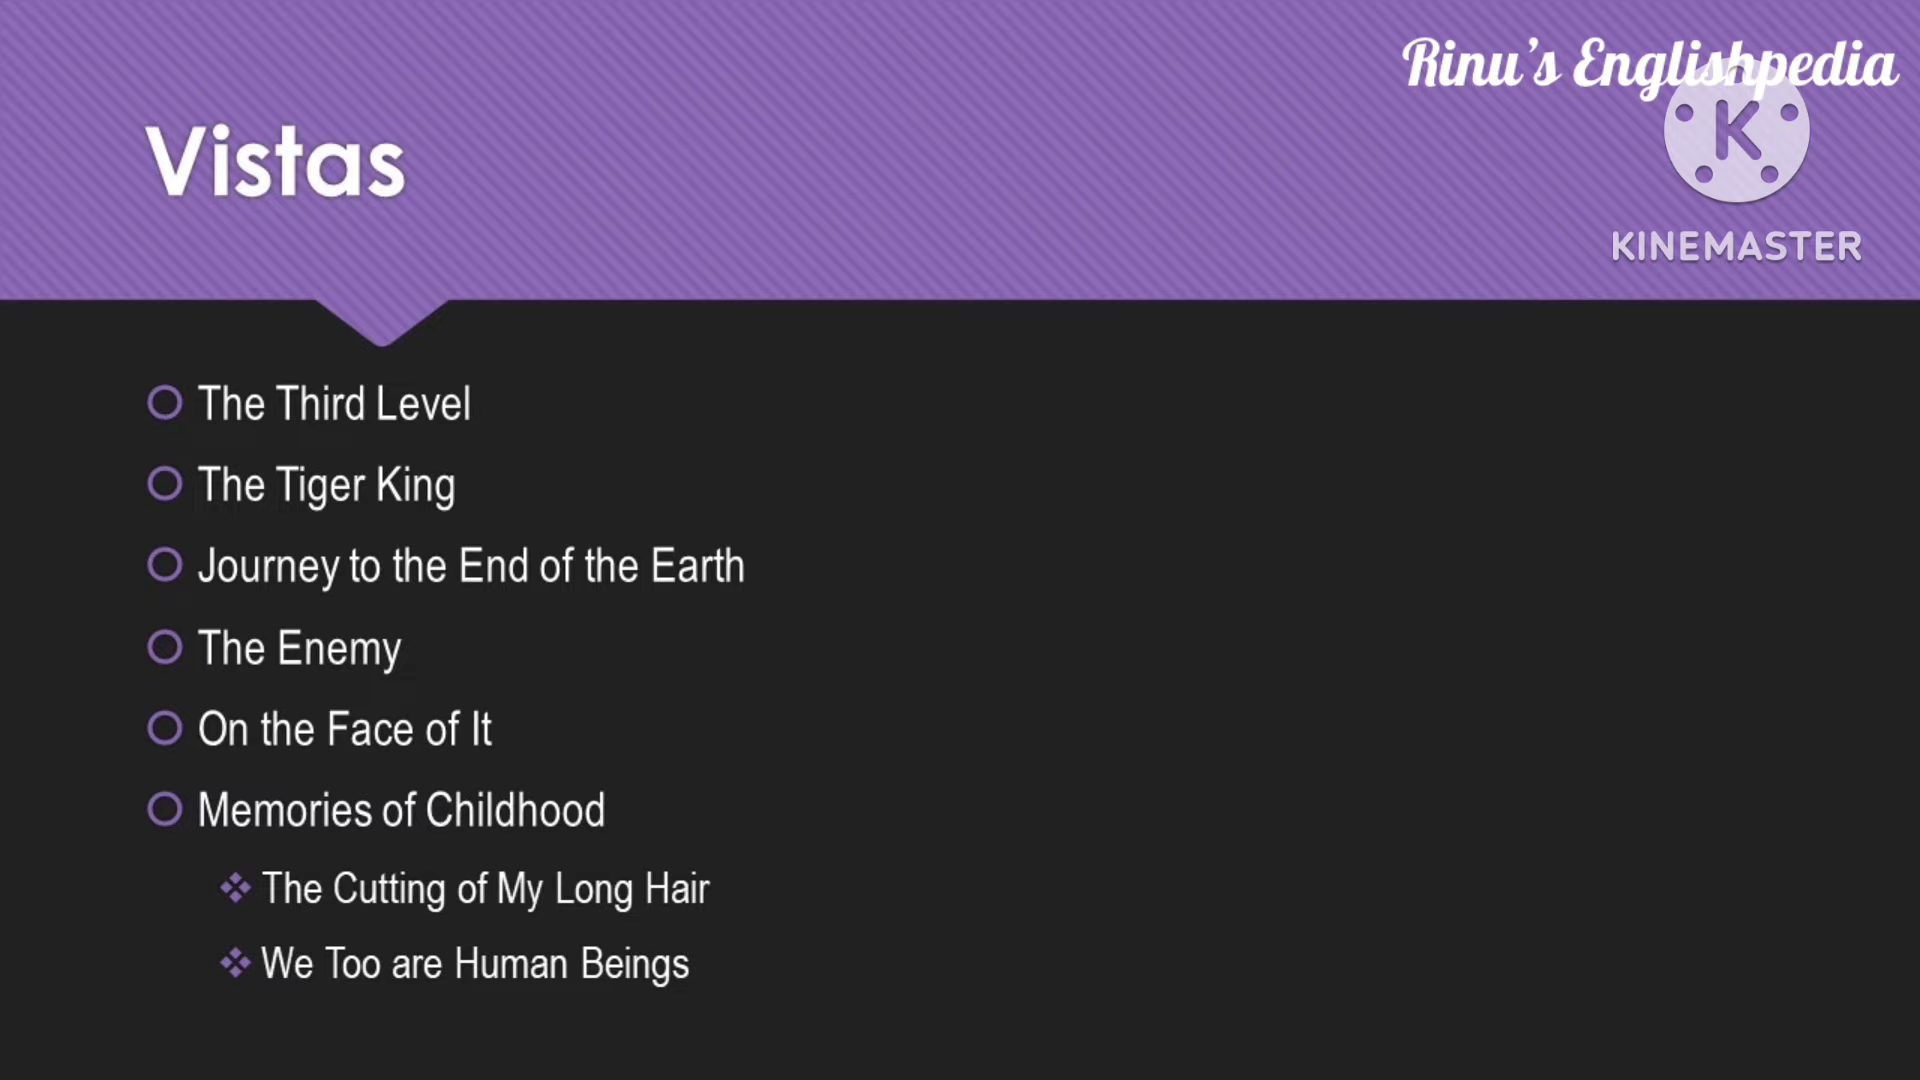 Rinu's Englishpedia
KINEMASTER
Vistas
The Third Level
The Tiger King
Journey to the End of the Earth
The Enemy
On the Face of It
Memories of Childhood
The Cutting of My Long Hair
We Too are Human Beings